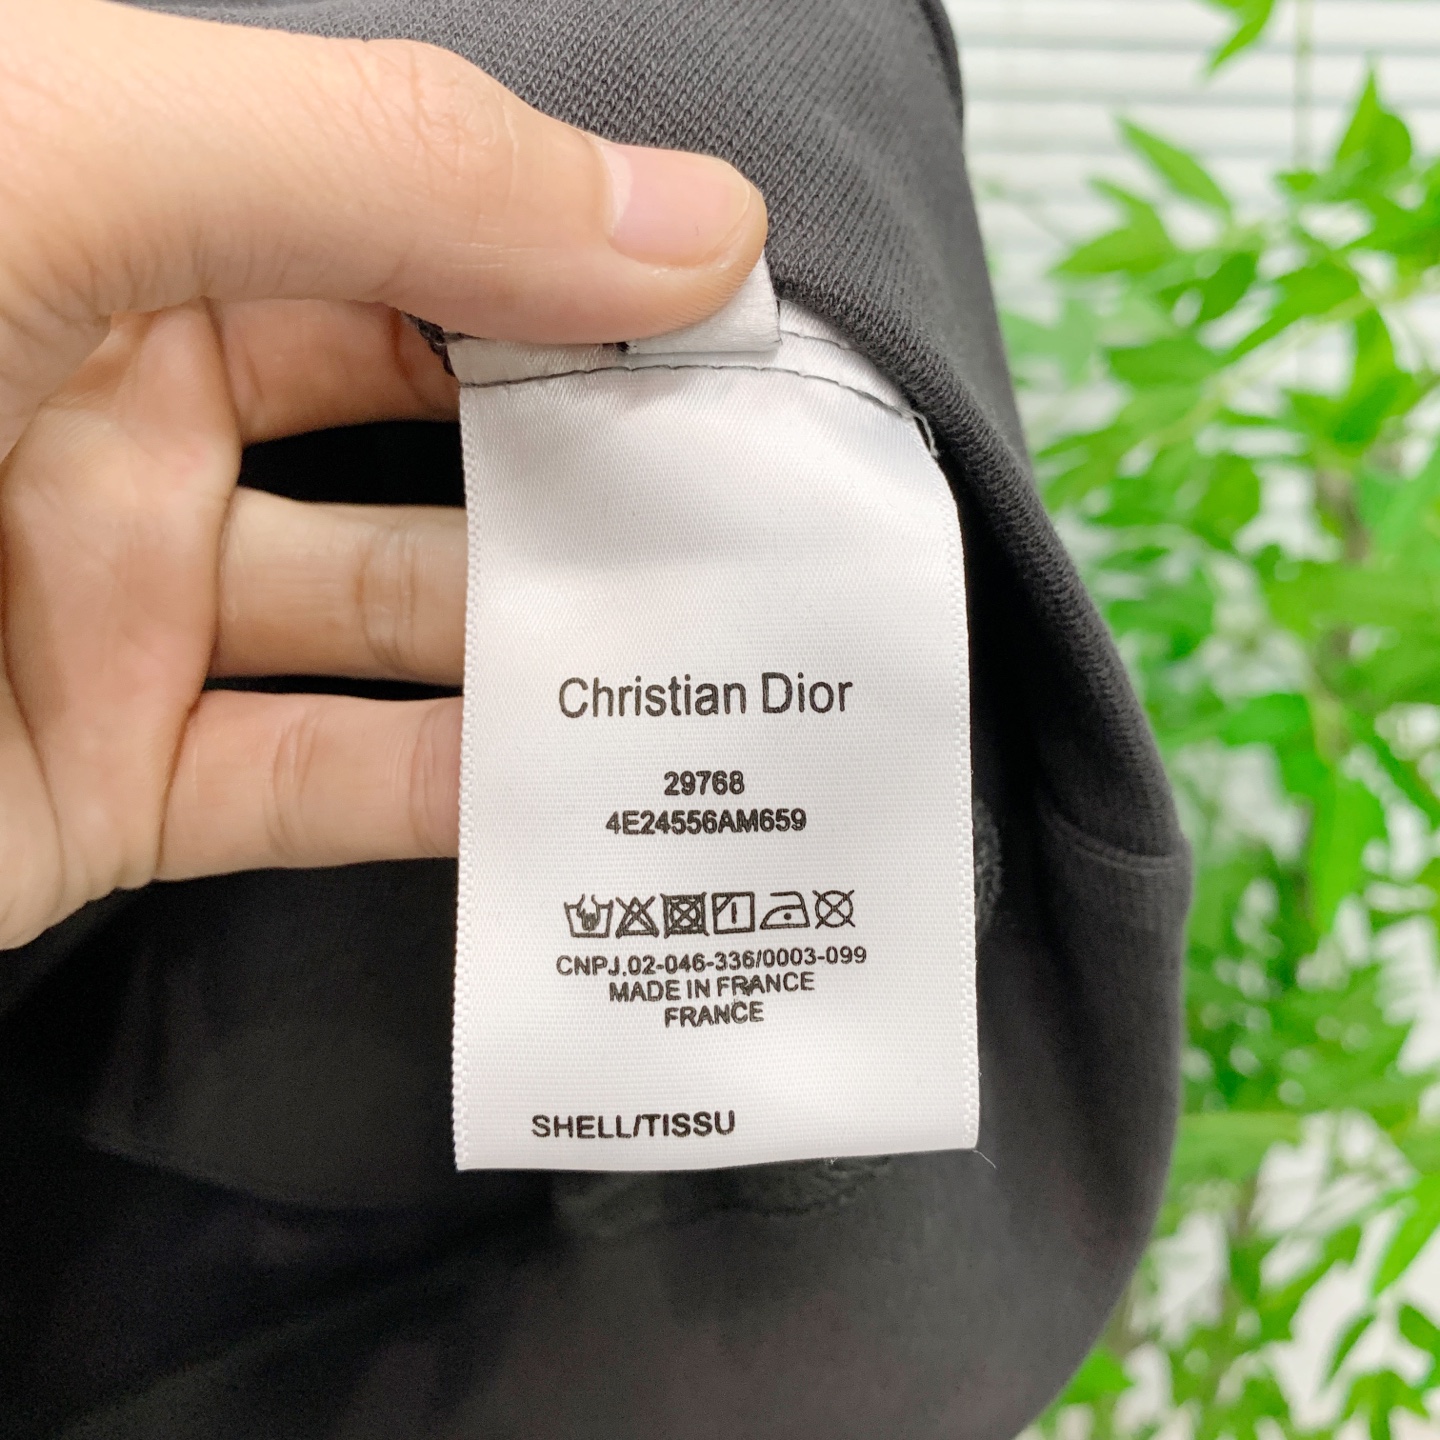 Christian Dior
29768
4E24556AM659
CNPJ.02-046-336/0003-099
MADE IN FRANCE
FRANCE
SHELL/TISSU